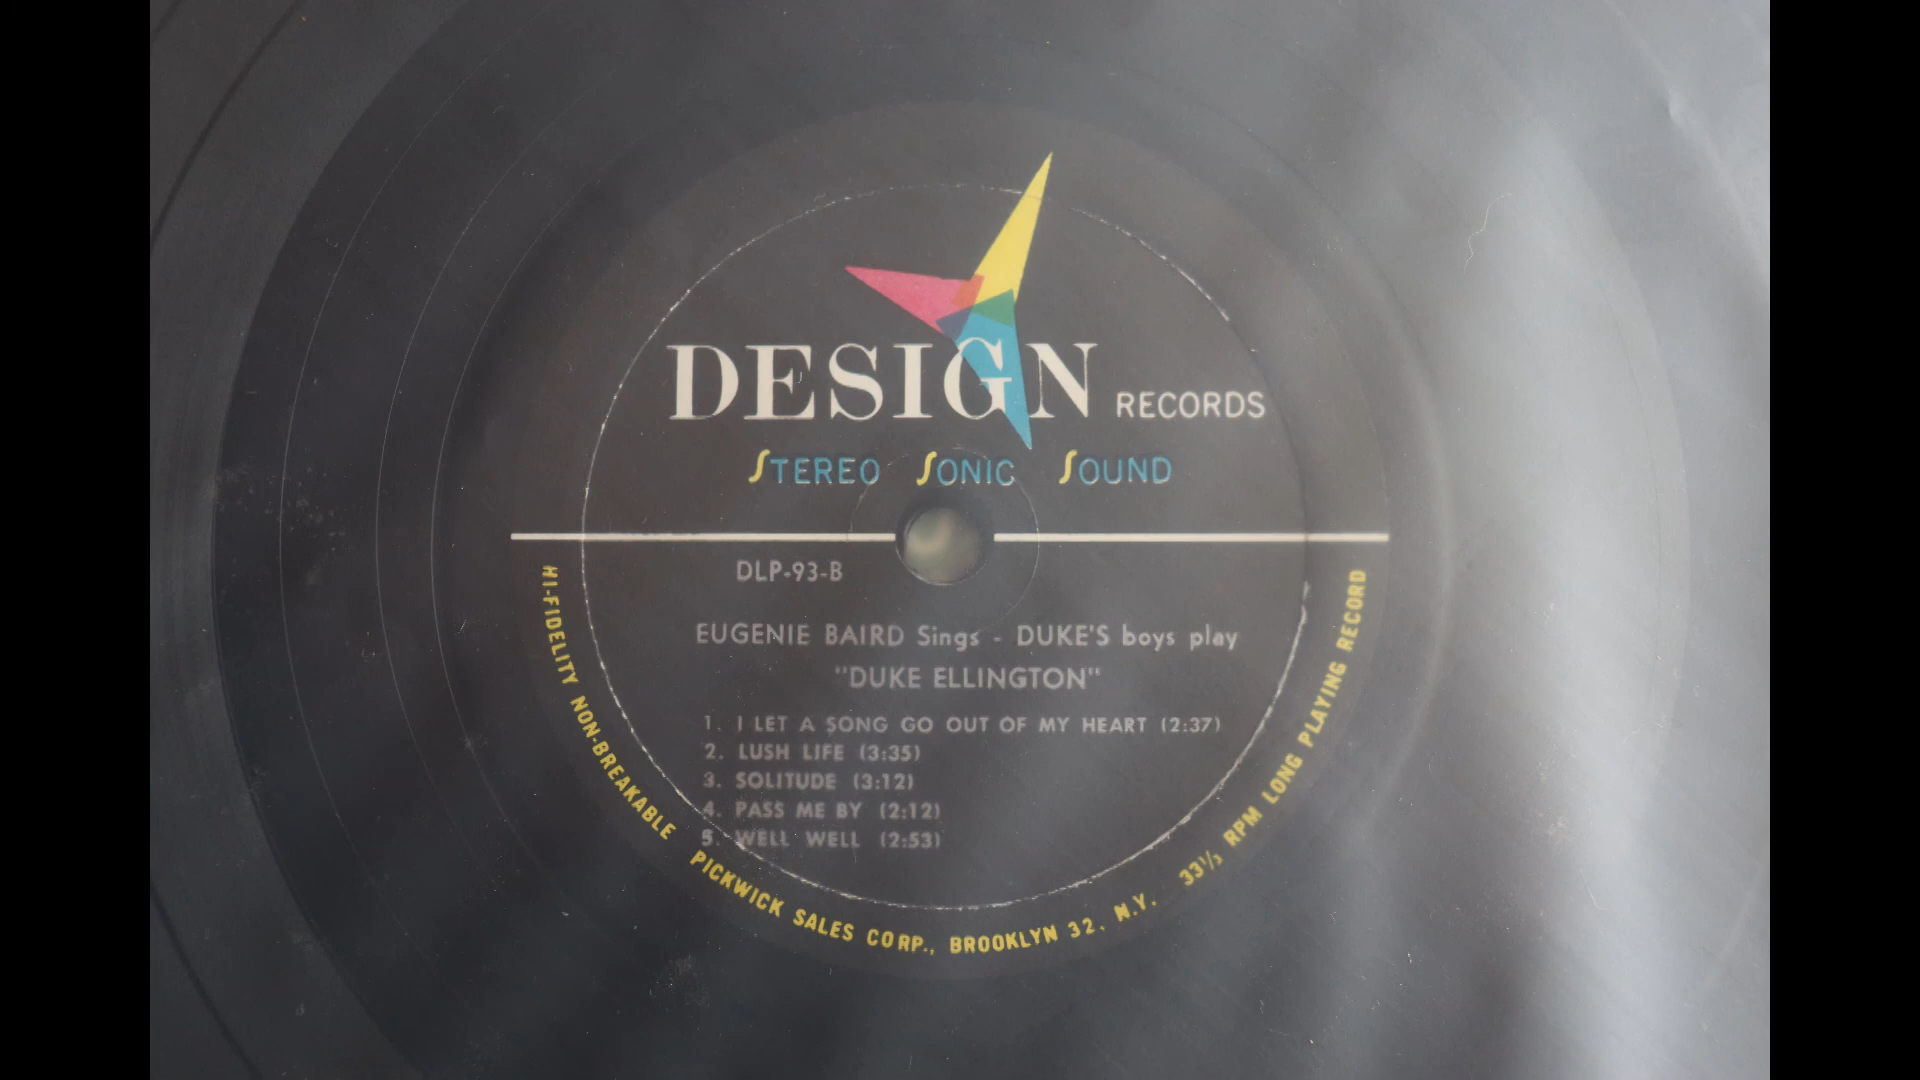 DESIGN RECORDS
STEREO SONIC SOUND
DLP-93-B
EUGENIE BAIRD Sings - DUKE'S boys play
"DUKE ELLINGTON"
1. I LET A SONG GO OUT OF MY HEART (2:37)
2. LUSH LIFE (3:35)
3. SOLITUDE (3:12)
4. PASS ME BY (2:12)
5. WELL WELL (2:53)
HI-FIDELITY NON-BREAKABLE PICKWICK SALES CORP., BROOKLYN 32, N.Y. 33⅓ RPM LONG PLAYING RECORD